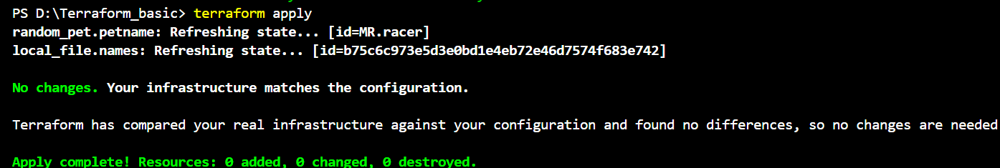 PS D:\Terraform_basic> terraform apply
random_pet.petname: Refreshing state... [id=MR.racer]
local_file.names: Refreshing state... [id=b75c6c973e5d3e0bd1e4eb72e46d7574f683e742]
No changes. Your infrastructure matches the configuration.
Terraform has compared your real infrastructure against your configuration and found no differences, so no changes are needed
Apply complete! Resources: 0 added, 0 changed, 0 destroyed.